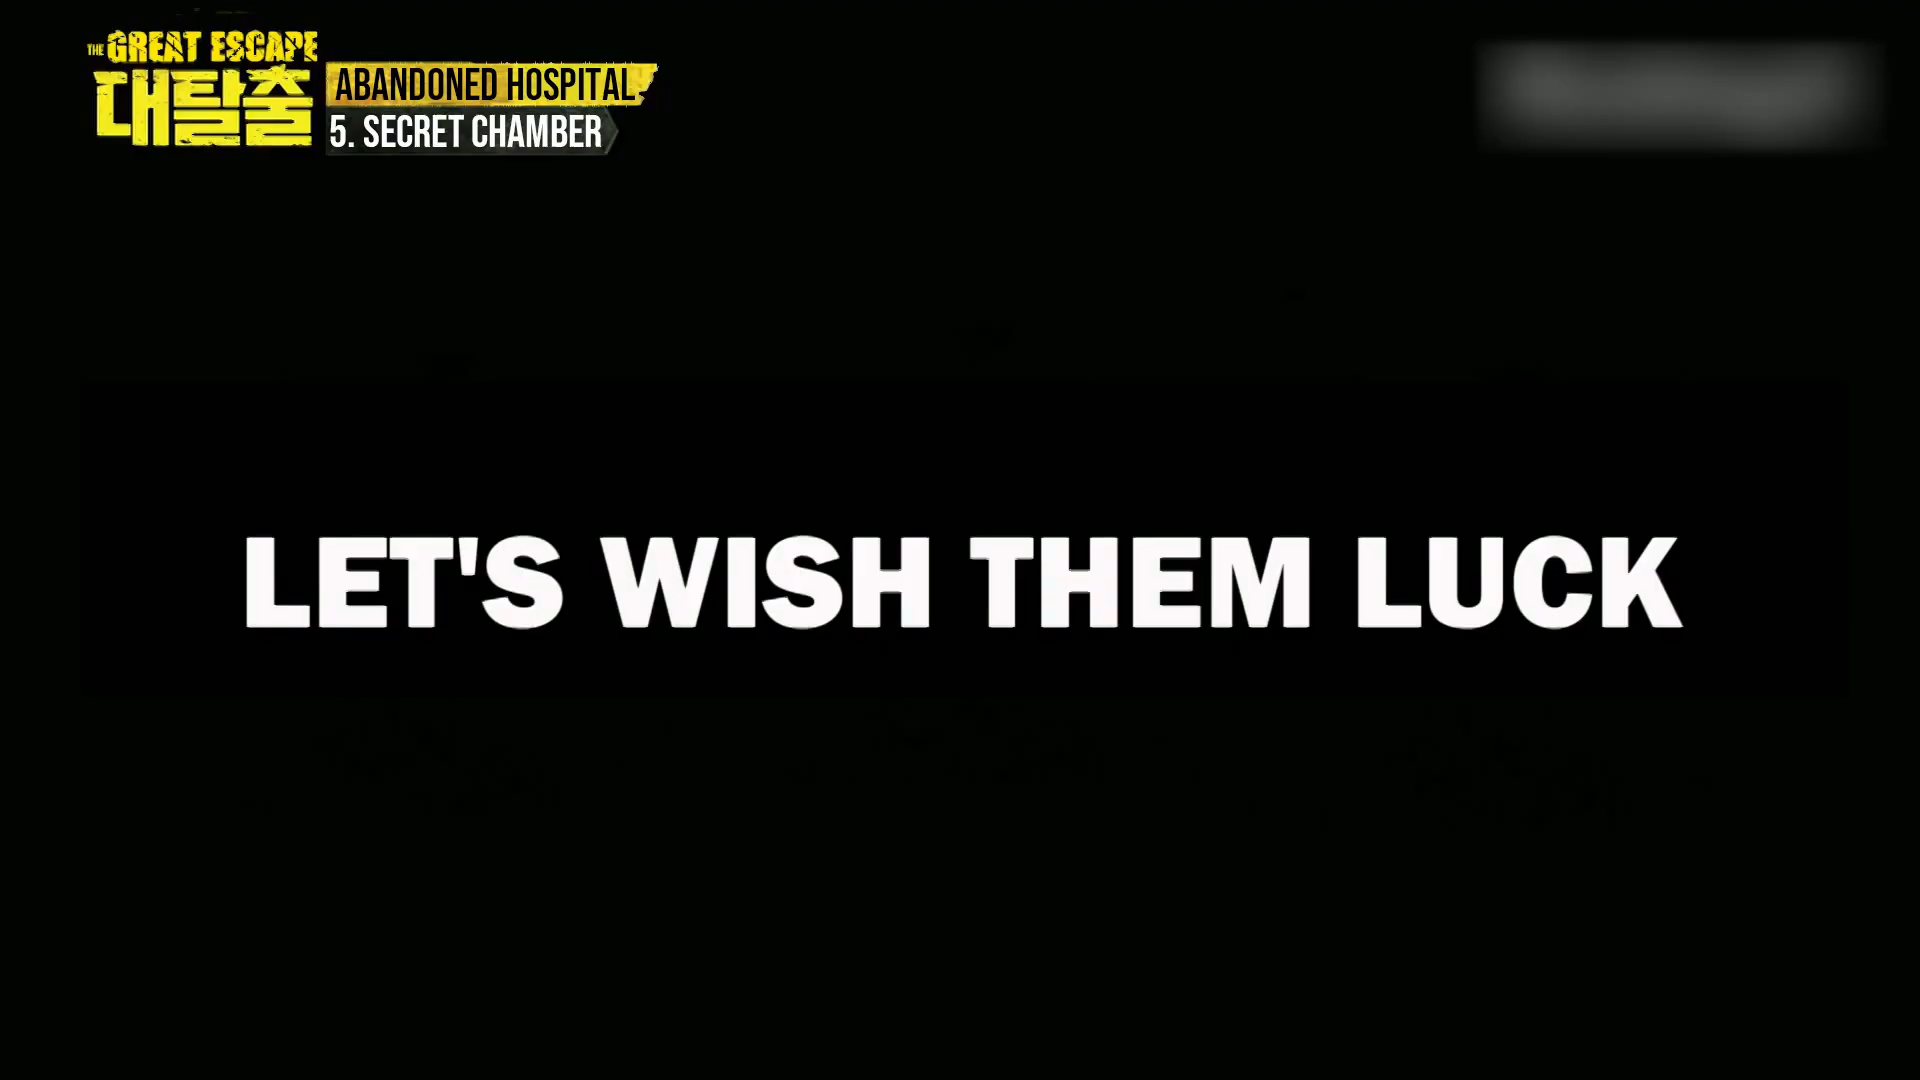 THE GREAT ESCAPE
대탈출
ABANDONED HOSPITAL
5. SECRET CHAMBER
LET'S WISH THEM LUCK